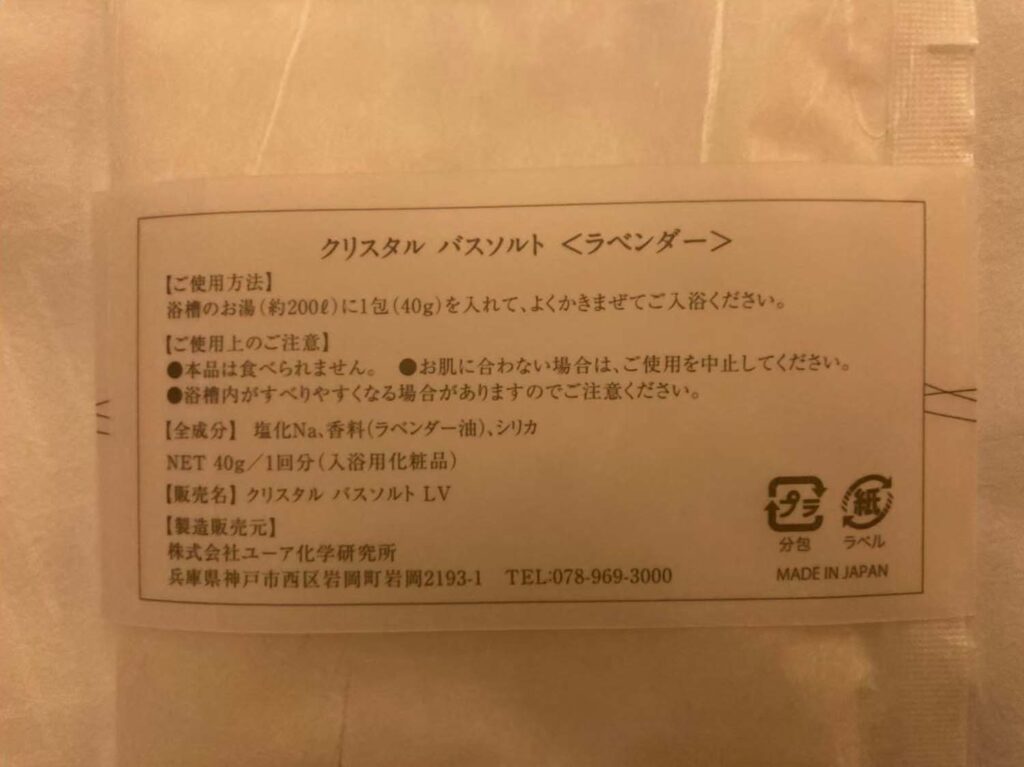 クリスタル バスソルト ＜ラベンダー＞
【ご使用方法】
浴槽のお湯(約200ℓ)に1包(40g)を入れて、よくかきまぜてご入浴ください。
【ご使用上のご注意】
●本品は食べられません。 ●お肌に合わない場合は、ご使用を中止してください。
●浴槽内がすべりやすくなる場合がありますのでご注意ください。
【全成分】 塩化Na、香料(ラベンダー油)、シリカ
NET 40g／1回分(入浴用化粧品)
【販売名】クリスタル バスソルト LV
【製造販売元】
株式会社ユーア化学研究所
兵庫県神戸市西区岩岡町岩岡2193-1 TEL:078-969-3000
プラ 紙
分包 ラベル
MADE IN JAPAN